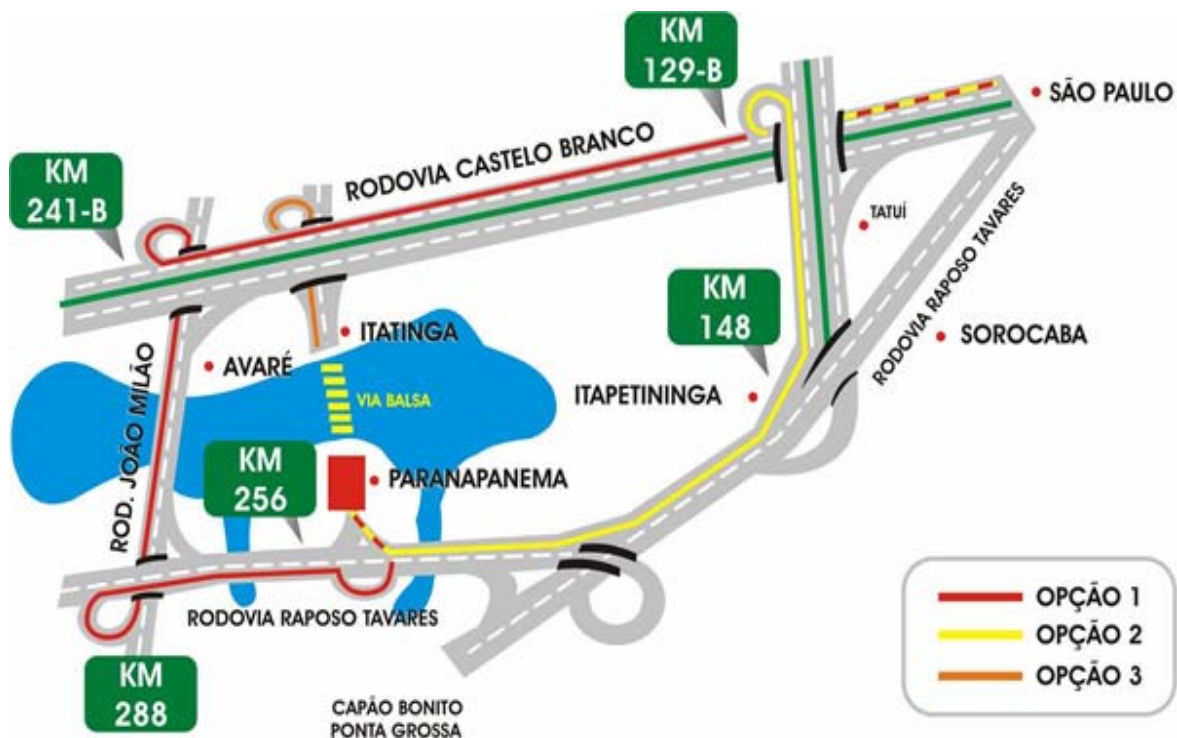 KM
129-B
SÃO PAULO
RODOVIA CASTELO BRANCO
KM
241-B
TATUÍ
RODOVIA RAPOSO TAVARES
KM
148
SOROCABA
ITATINGA
AVARÉ
ITAPETININGA
VIA BALSA
ROD. JOÃO MILÃO
KM
256
PARANAPANEMA
RODOVIA RAPOSO TAVARES
KM
288
CAPÃO BONITO
PONTA GROSSA
OPÇÃO 1
OPÇÃO 2
OPÇÃO 3